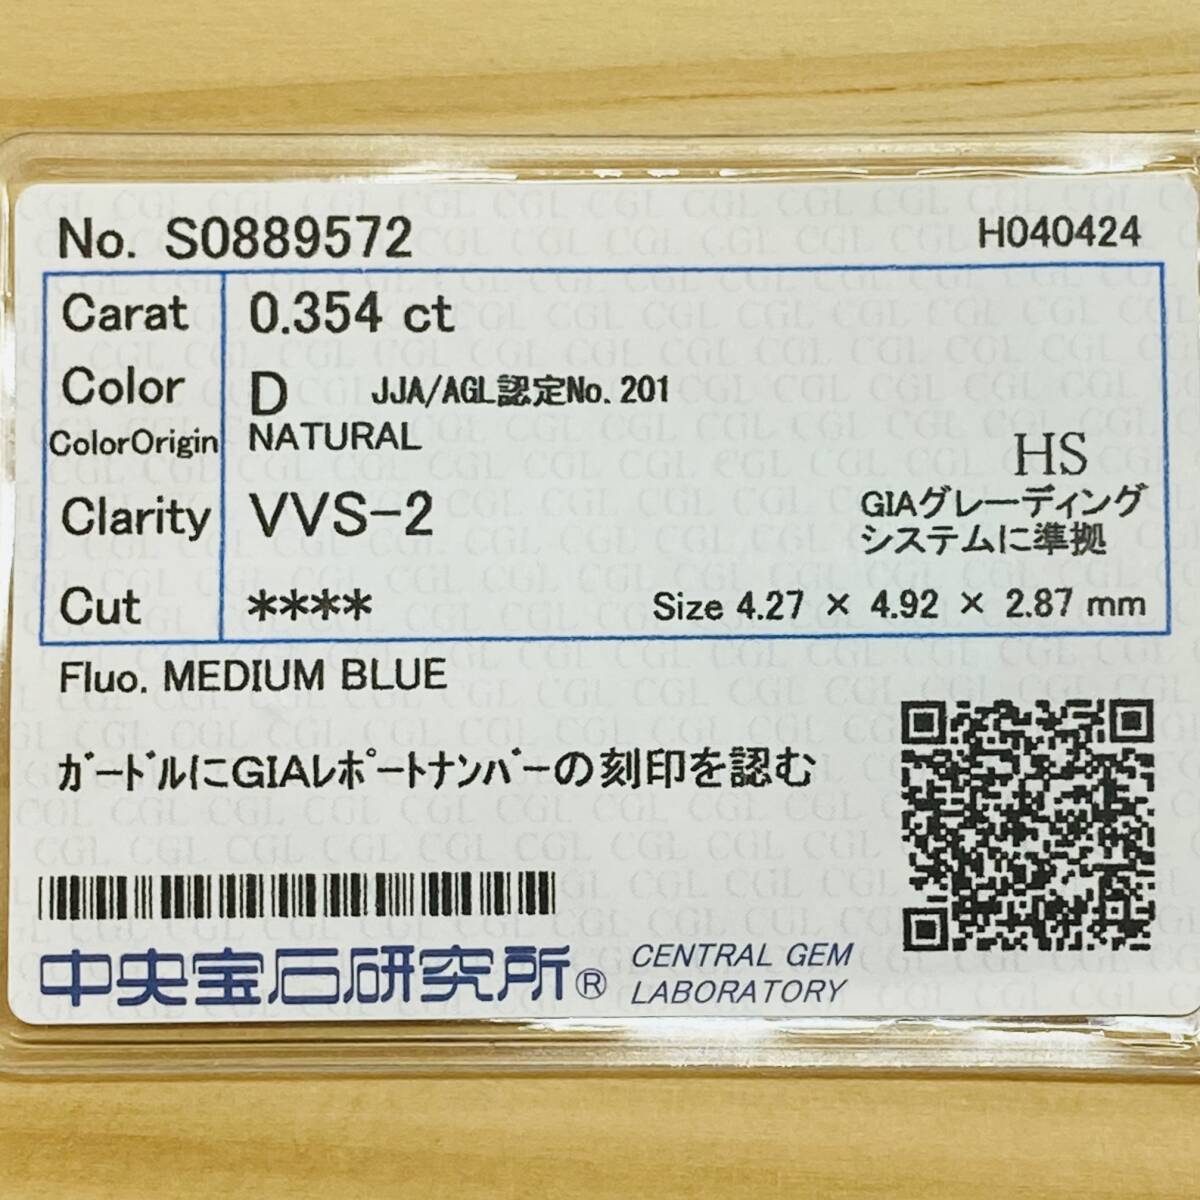 No. S0889572
H040424
Carat 0.354 ct
Color D JJA/AGL認定No.201
ColorOrigin NATURAL
HS
Clarity VVS-2
GIAグレーディング
システムに準拠
Cut ****
Size 4.27 × 4.92 × 2.87 mm
Fluo. MEDIUM BLUE
ガードルにGIAレポートナンバーの刻印を認む
中央宝石研究所®
CENTRAL GEM
LABORATORY